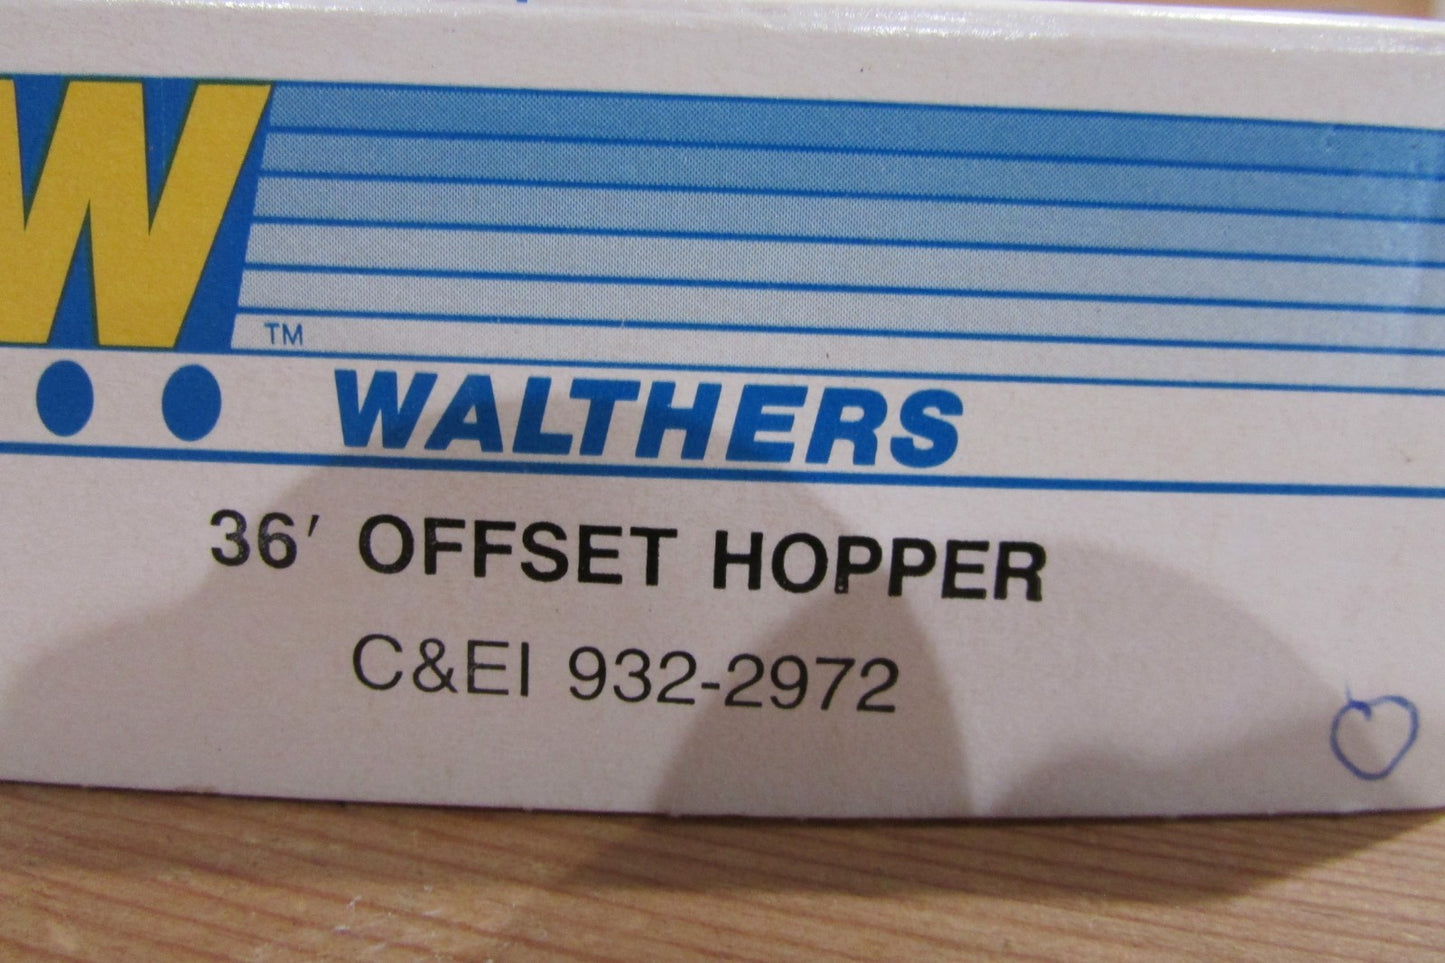 W
TM
WALTHERS
36' OFFSET HOPPER
C&EI 932-2972